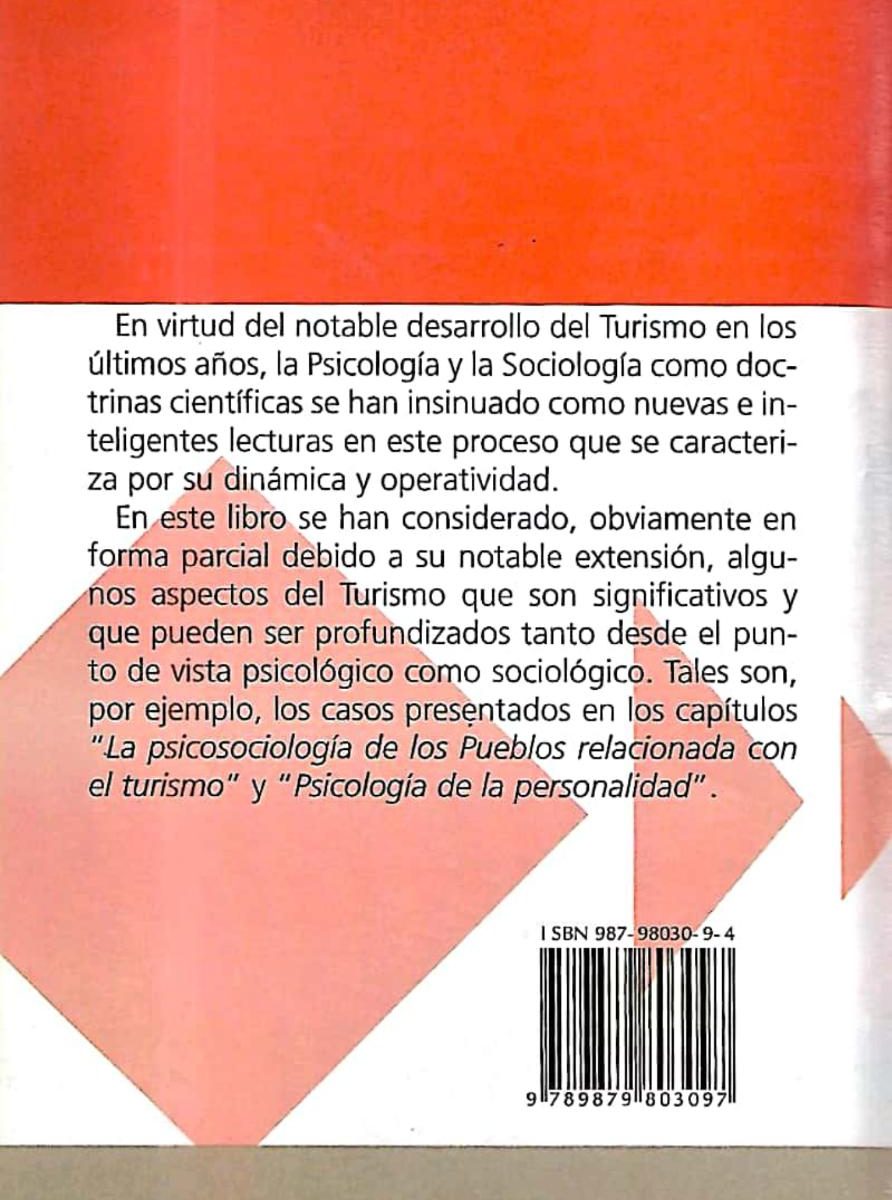 En virtud del notable desarrollo del Turismo en los
últimos años, la Psicología y la Sociología como doc-
trinas científicas se han insinuado como nuevas e in-
teligentes lecturas en este proceso que se caracteri-
za por su dinámica y operatividad.
En este libro se han considerado, obviamente en
forma parcial debido a su notable extensión, algu-
nos aspectos del Turismo que son significativos y
que pueden ser profundizados tanto desde el pun-
to de vista psicológico como sociológico. Tales son,
por ejemplo, los casos presentados en los capítulos
"La psicosociología de los Pueblos relacionada con
el turismo" y "Psicología de la personalidad".
ISBN 987-98030-9-4
9 789879 803097